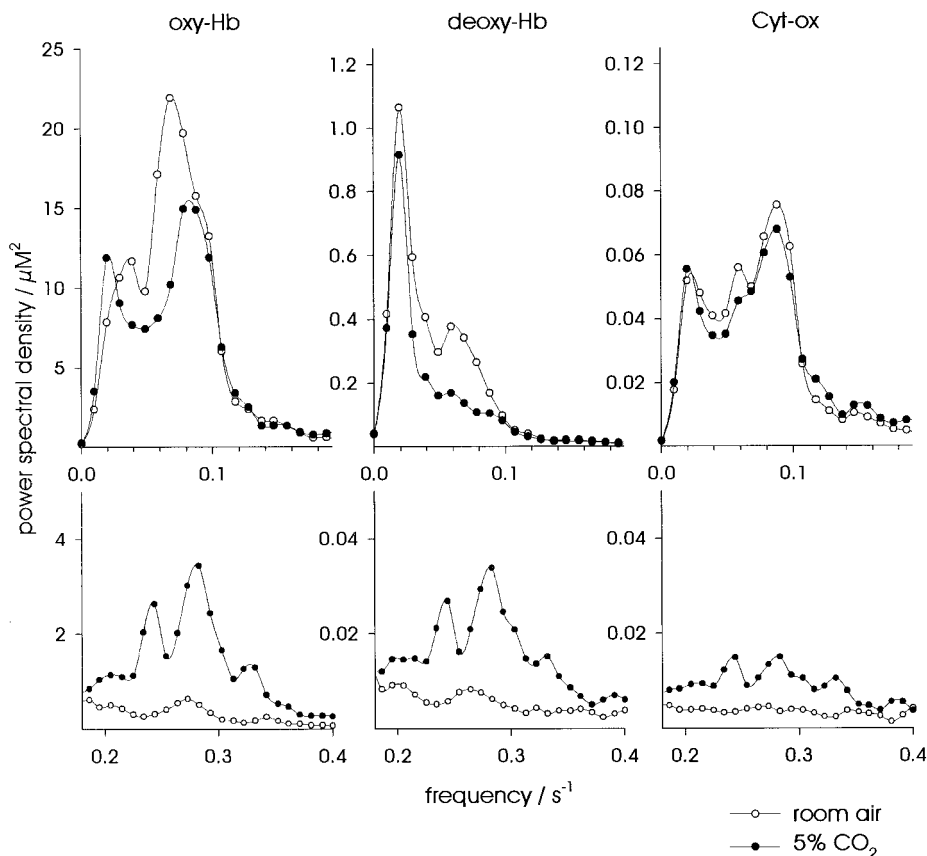 oxy-Hb deoxy-Hb Cyt-ox
25 1.2 0.12
20 1.0 0.10
0.8 0.08
15
0.6 0.06
10
0.4 0.04
5 0.2 0.02
0.0 0.1 0.0 0.1 0.0 0.1
4 0.04 0.04
2 0.02 0.02
0.2 0.3 0.4 0.2 0.3 0.4 0.2 0.3 0.4
power spectral density / μM²
frequency / s⁻¹
room air
5% CO₂